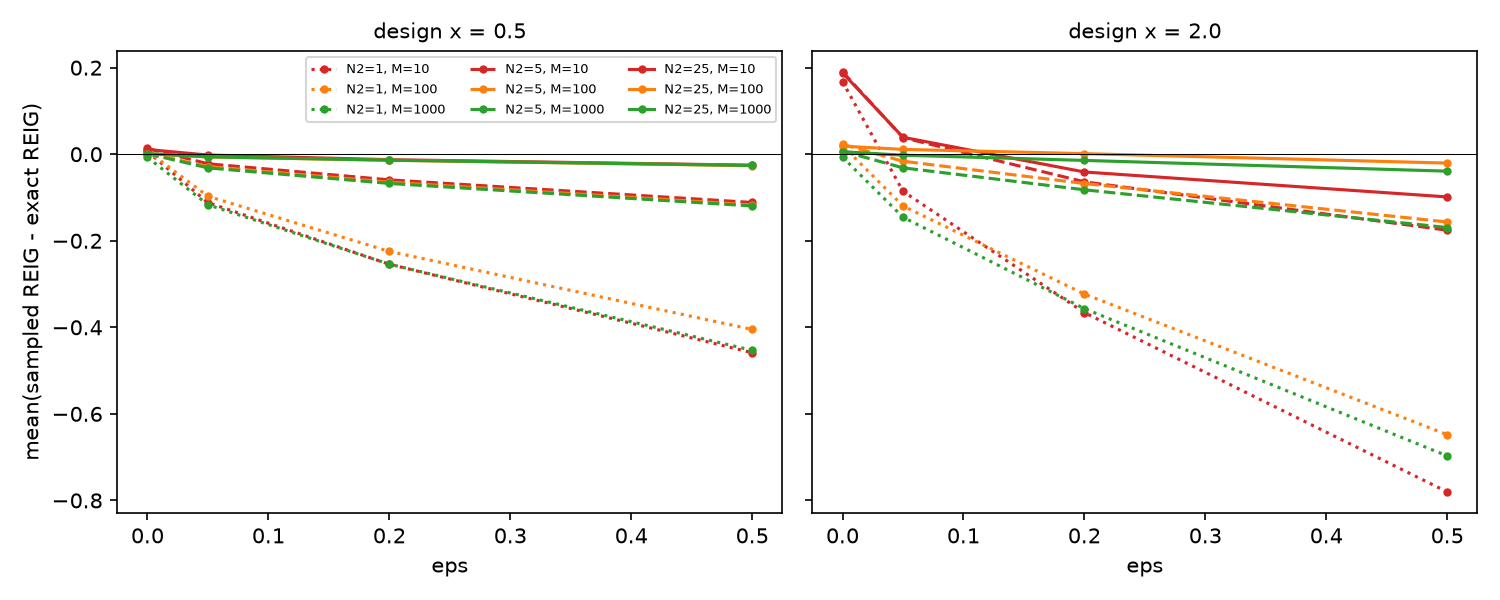 design x = 0.5
design x = 2.0
mean(sampled REIG - exact REIG)
0.2
0.0
−0.2
−0.4
−0.6
−0.8
N2=1, M=10 N2=5, M=10 N2=25, M=10
N2=1, M=100 N2=5, M=100 N2=25, M=100
N2=1, M=1000 N2=5, M=1000 N2=25, M=1000
0.0 0.1 0.2 0.3 0.4 0.5
eps
0.0 0.1 0.2 0.3 0.4 0.5
eps